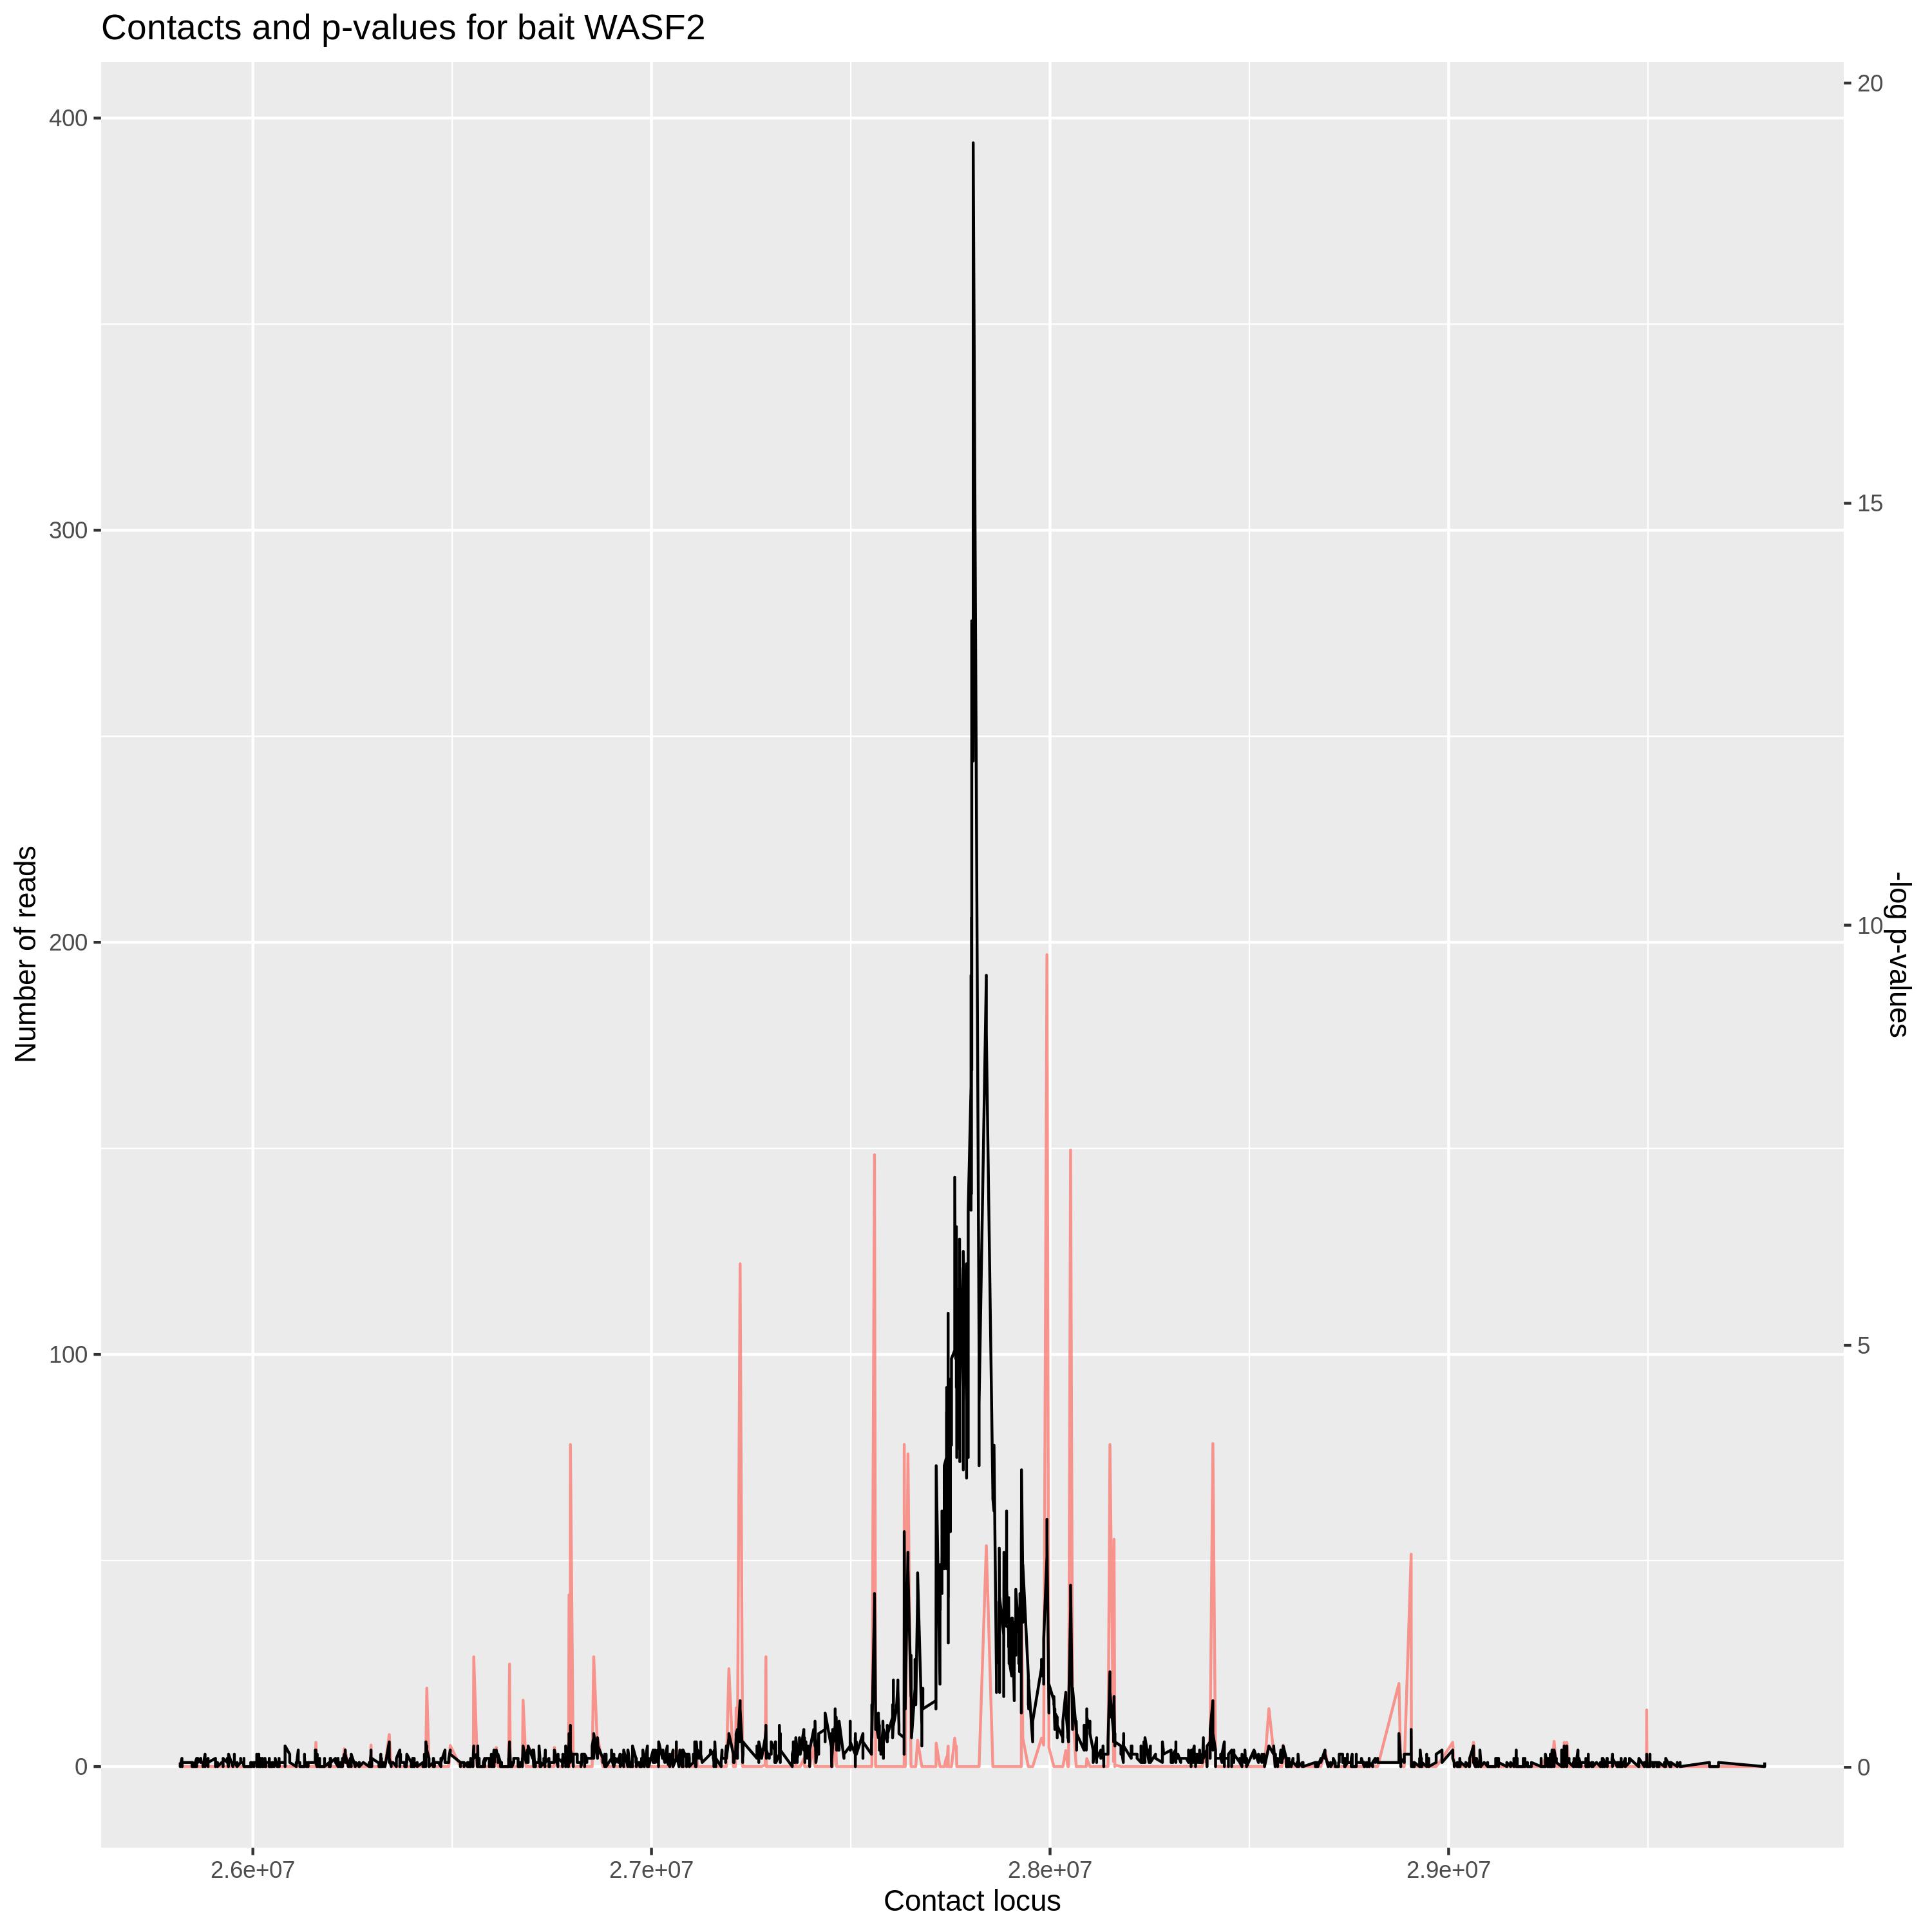 Contacts and p-values for bait WASF2
400
300
200
100
0
Number of reads
20
15
10
5
0
-log p-values
2.6e+07
2.7e+07
2.8e+07
2.9e+07
Contact locus